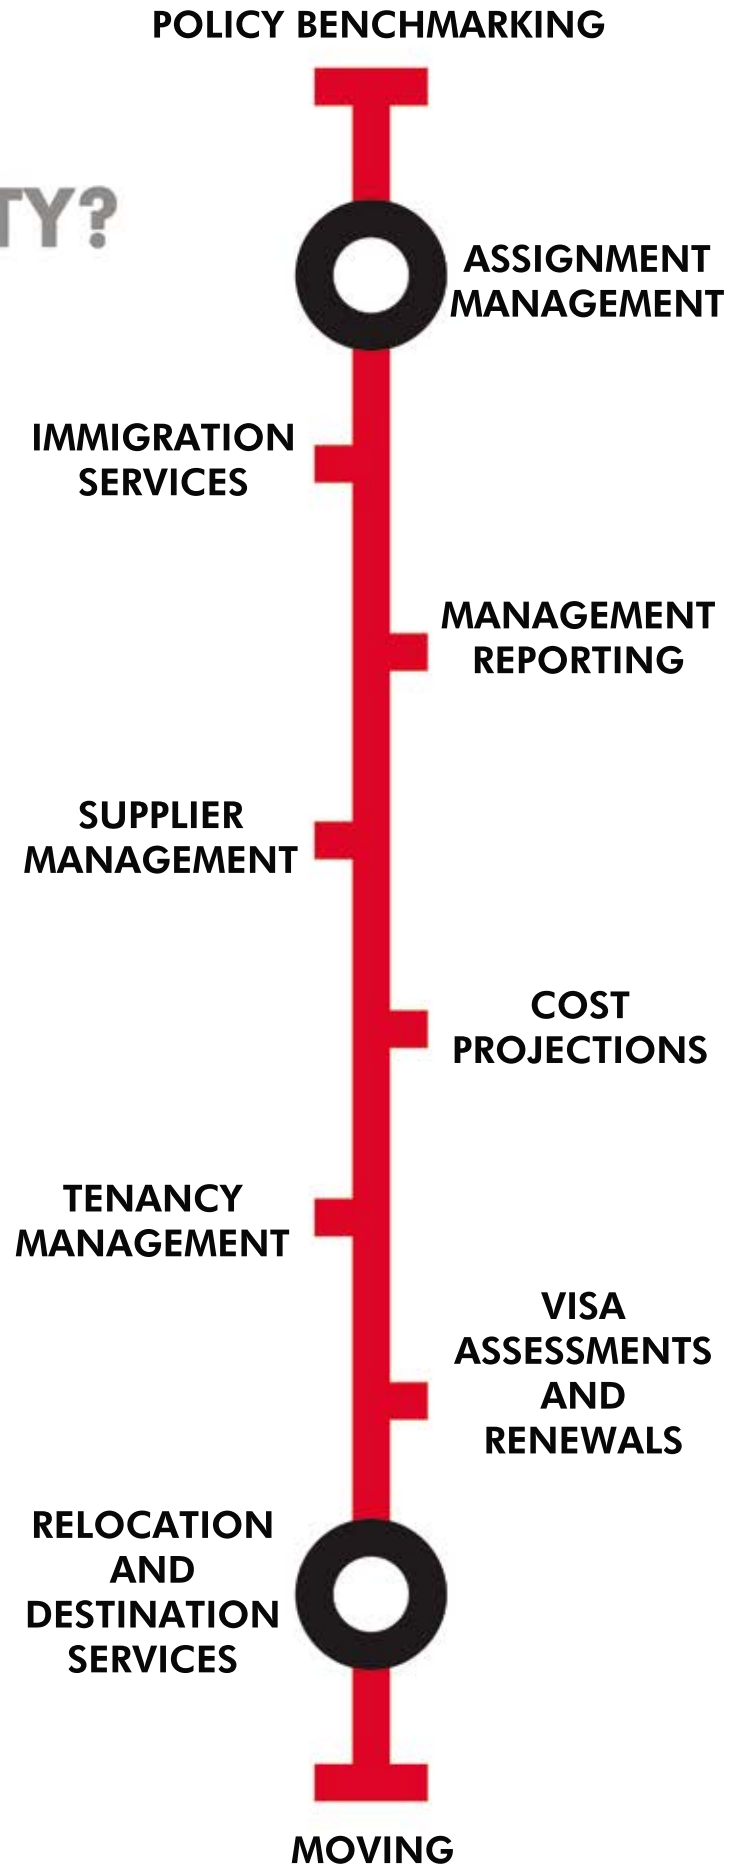 POLICY BENCHMARKING
TY?
ASSIGNMENT
MANAGEMENT
IMMIGRATION
SERVICES
MANAGEMENT
REPORTING
SUPPLIER
MANAGEMENT
COST
PROJECTIONS
TENANCY
MANAGEMENT
VISA
ASSESSMENTS
AND
RENEWALS
RELOCATION
AND
DESTINATION
SERVICES
MOVING